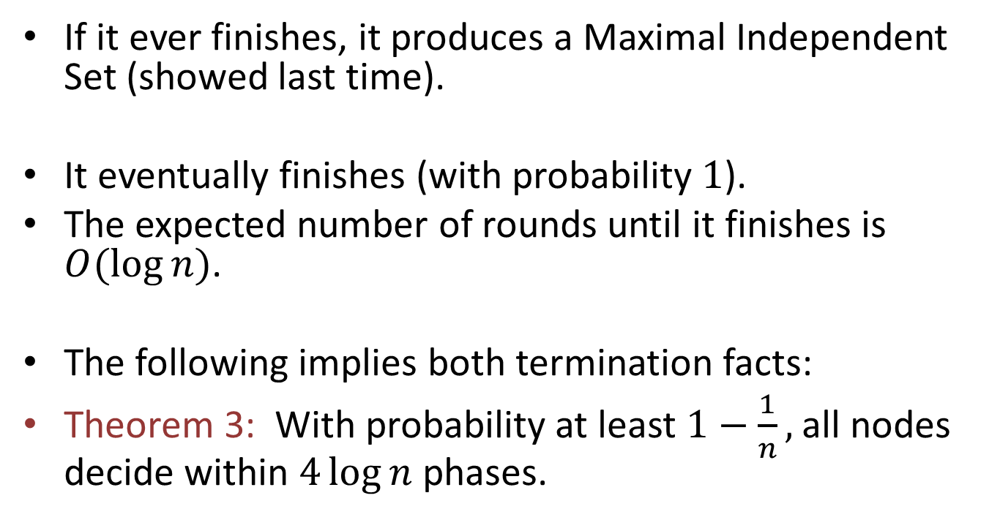 • If it ever finishes, it produces a Maximal Independent
Set (showed last time).
• It eventually finishes (with probability 1).
• The expected number of rounds until it finishes is
O(log n).
• The following implies both termination facts:
• Theorem 3: With probability at least 1 − 1/n, all nodes
decide within 4 log n phases.